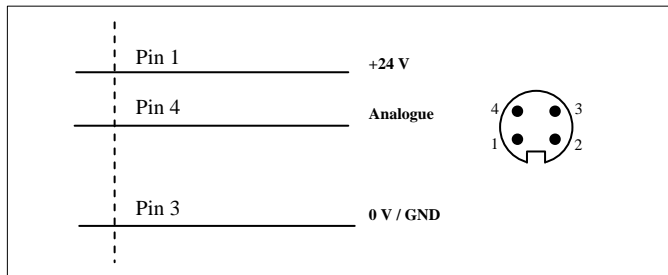 Pin 1
+24 V
Pin 4
Analogue
4 3
1 2
Pin 3
0 V / GND